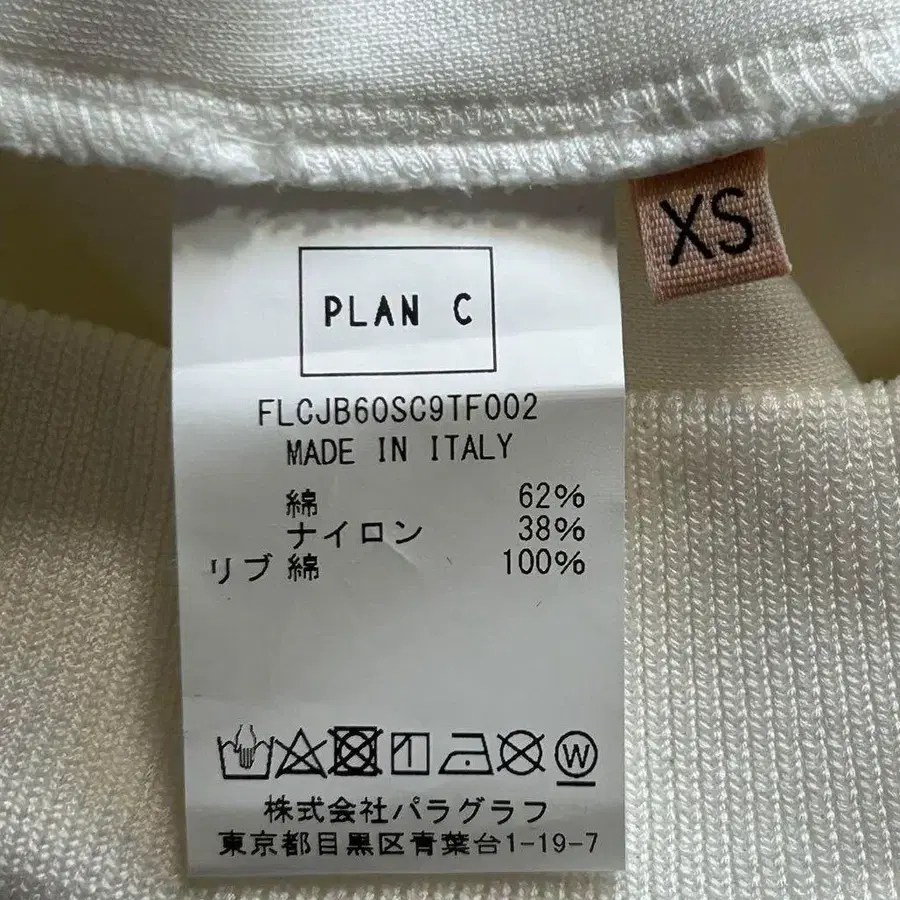 XS
PLAN C
FLCJB60SC9TF002
MADE IN ITALY
綿 62%
ナイロン 38%
リブ 綿 100%
W
株式会社パラグラフ
東京都目黒区青葉台1-19-7